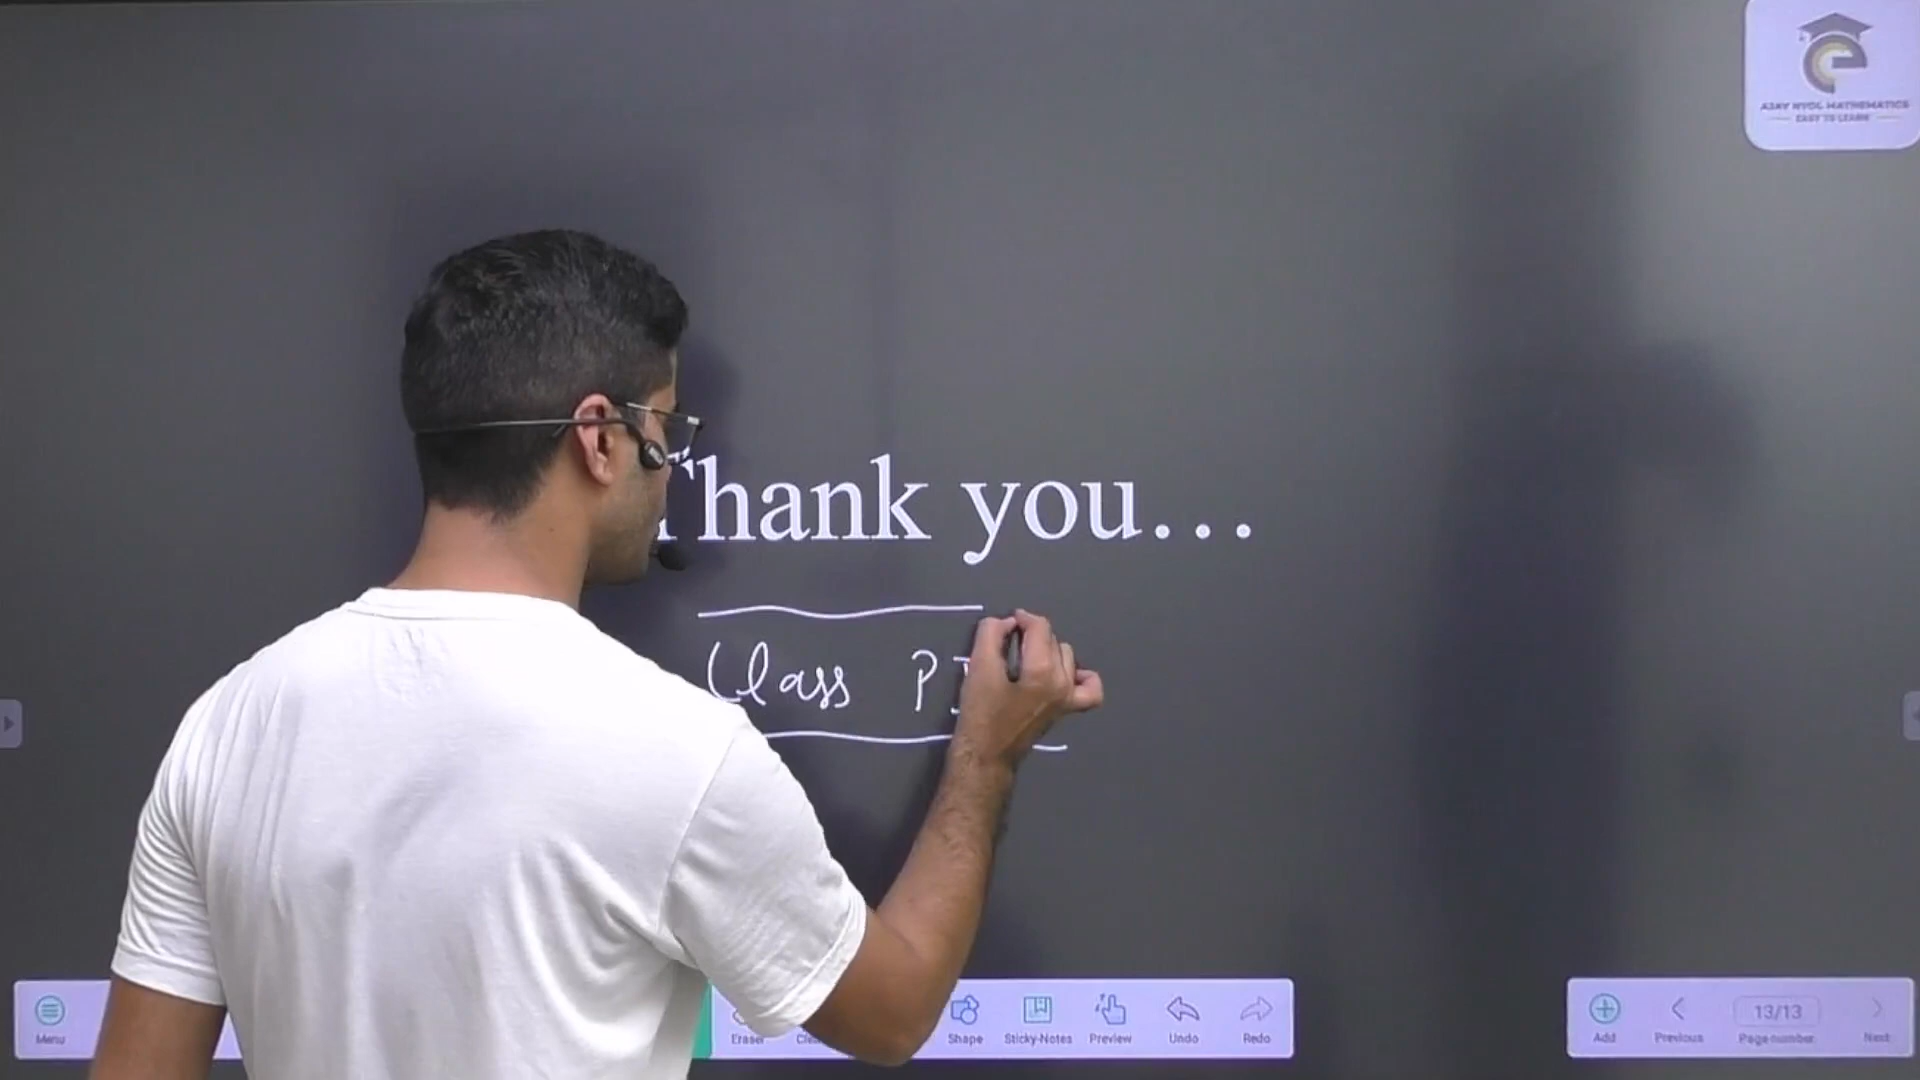 AJAY NYOL MATHEMATICS
EASY TO LEARN
Thank you...
Class
Menu
Eraser
Shape
Sticky-Notes
Preview
Undo
Redo
Add
Previous
13/13
Page number
Next